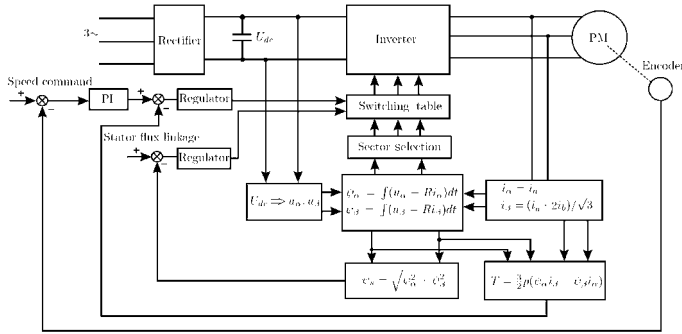 3~
Rectifier
U_dc
Inverter
PM
Encoder
Speed command
+
−
PI
+
−
Regulator
Switching table
Stator flux linkage
+
−
Regulator
Sector selection
U_dc ⇒ u_α, u_β
φ_α = ∫(u_α − Ri_α)dt
ψ_β = ∫(u_β − Ri_β)dt
i_α = i_a
i_β = (i_a · 2i_b)/√3
ψ_s = √ψ_α² · ψ_β²
T = 3/2 p(ψ_α i_β ψ_β i_α)